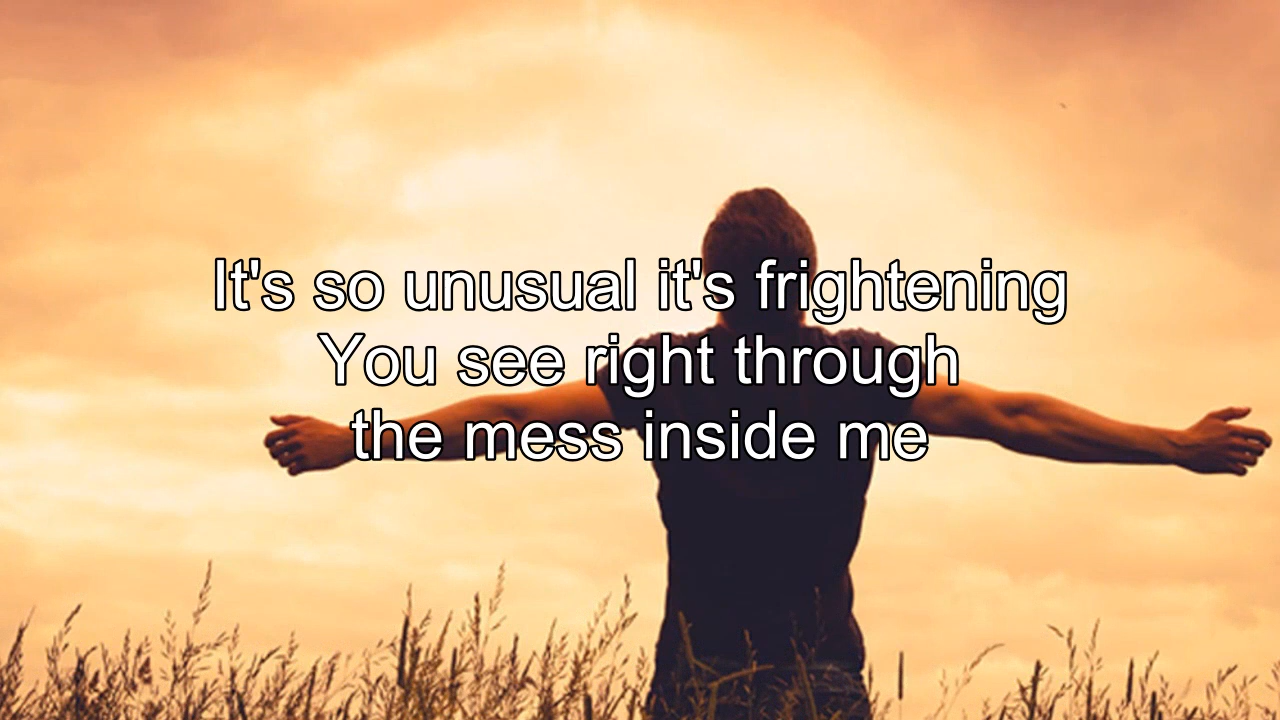 It's so unusual it's frightening
You see right through
the mess inside me